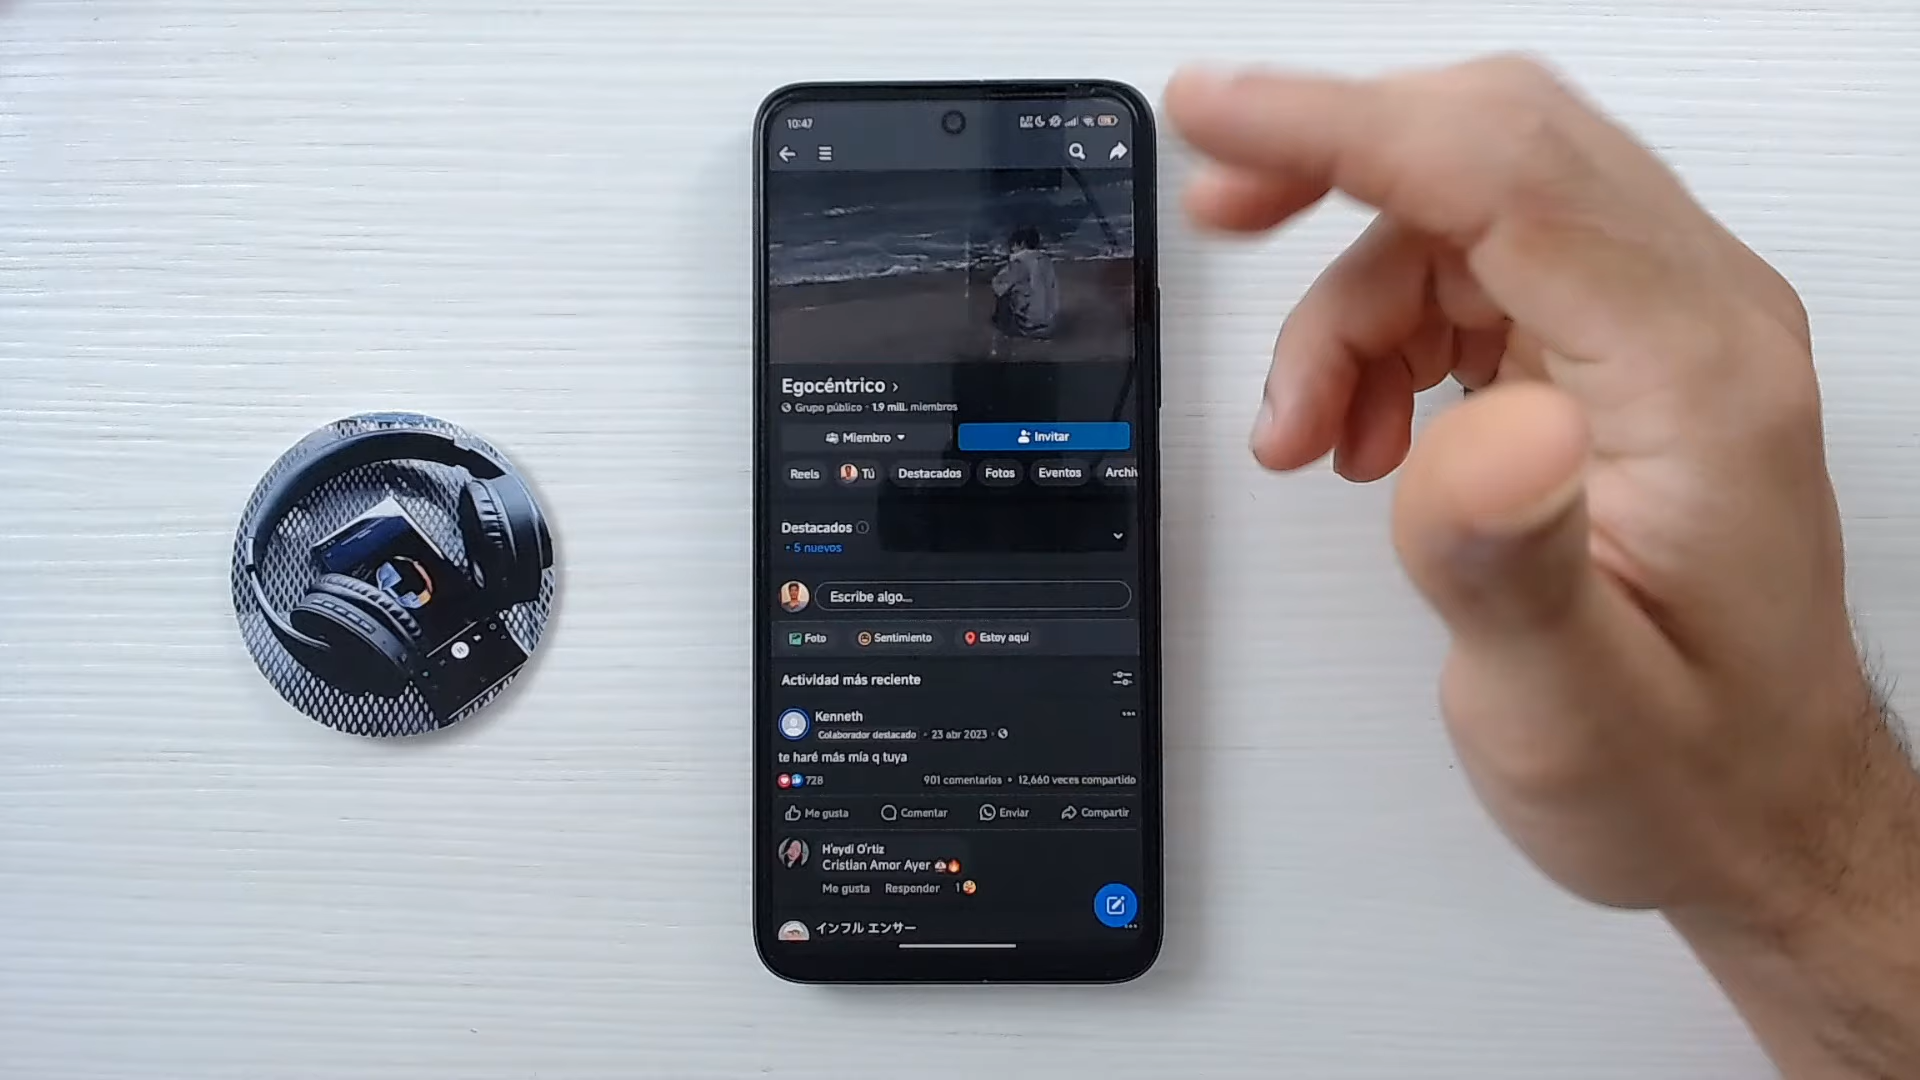 10:47
Egocéntrico ›
Grupo público · 1.9 mill. miembros
Miembro
Invitar
Reels Tú Destacados Fotos Eventos Archiv
Destacados
• 5 nuevos
Escribe algo...
Foto Sentimiento Estoy aquí
Actividad más reciente
Kenneth
Colaborador destacado · 23 abr 2023 ·
te haré más mía q tuya
728 901 comentarios • 12,660 veces compartido
Me gusta Comentar Enviar Compartir
H'eydi O'rtiz
Cristian Amor Ayer
Me gusta Responder 1
インフル エンサー